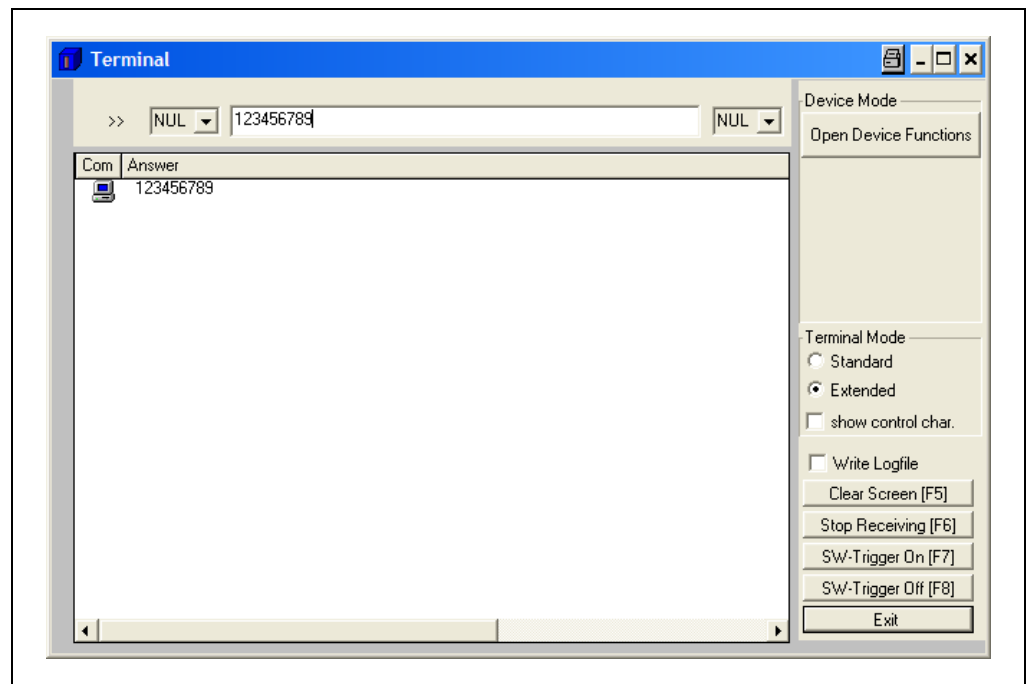 Terminal
>> NUL 123456789 NUL
Com Answer
123456789
Device Mode
Open Device Functions
Terminal Mode
Standard
Extended
show control char.
Write Logfile
Clear Screen [F5]
Stop Receiving [F6]
SW-Trigger On [F7]
SW-Trigger Off [F8]
Exit